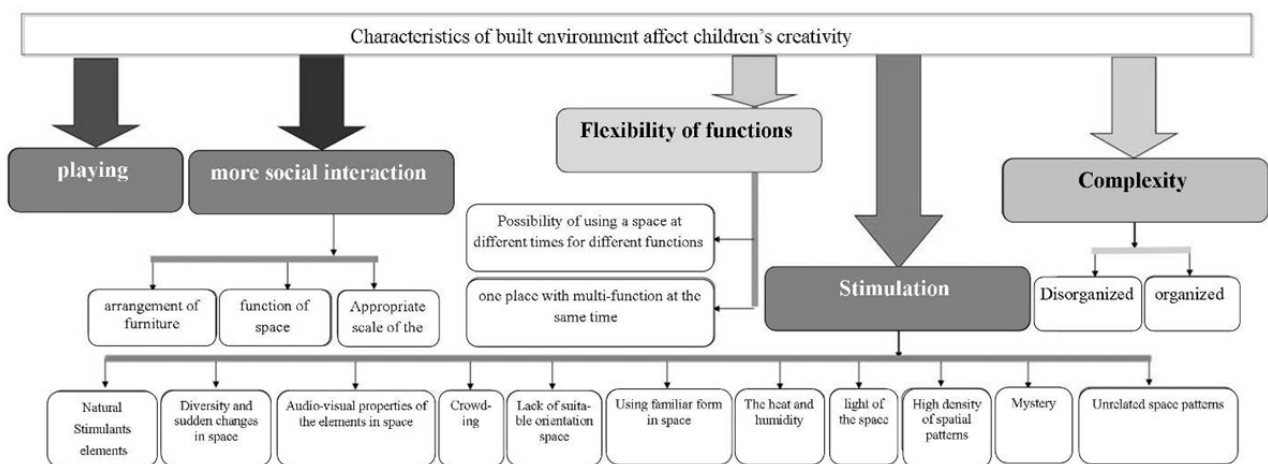 Characteristics of built environment affect children's creativity
playing
more social interaction
Flexibility of functions
Complexity
Possibility of using a space at
different times for different functions
one place with multi-function at the
same time
Stimulation
Disorganized
organized
arrangement of
furniture
function of
space
Appropriate
scale of the
Natural
Stimulants
elements
Diversity and
sudden changes
in space
Audio-visual properties of
the elements in space
Crowd-
ing
Lack of suita-
ble orientation
space
Using familiar form in
space
The heat and
humidity
light of
the space
High density
of spatial
patterns
Mystery
Unrelated space patterns